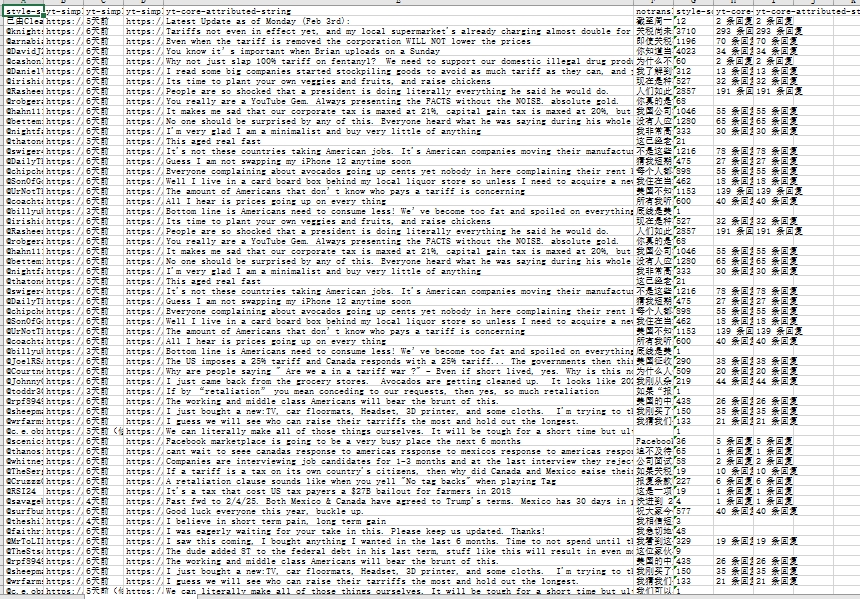 style-s yt-simp yt-simp yt-core-attributed-string notrans style-s yt-core yt-core-attributed-st
已由Clea https:/ 5天前 https:/ Latest Update as of Monday (Feb 3rd): 截至周一 12 2 条回复 2 条回复
@knight https:/ 6天前 https:/ Tariffs not even in effect yet, and my local supermarket's already charging almost double for 关税尚未 3710 293 条回 293 条回复
@arnabi https:/ 6天前 https:/ Even when the tariff is removed the corporation WILL NOT lower the prices 即使关税 1196 70 条回复 70 条回复
@DavidJ https:/ 6天前 https:/ You know it's important when Brian uploads on a Sunday 你知道当 4023 34 条回复 34 条回复
@cashon https:/ 6天前 https:/ Why not just slap 100% tariff on fentanyl? We need to support our domestic illegal drug prod 为什么不 60 2 条回复 2 条回复
@Daniel https:/ 6天前 https:/ I read some big companies started stockpiling goods to avoid as much tariff as they can, and 我了解到 312 13 条回复 13 条回复
@irishi https:/ 6天前 https:/ Its time to plant your own veggies and fruits, and raise chickens 现在是种 527 32 条回复 32 条回复
@Rashee https:/ 6天前 https:/ People are so shocked that a president is doing literally everything he said he would do. 人们如此 2857 191 条回 191 条回复
@robger https:/ 6天前 https:/ You really are a YouTube Gem. Always presenting the FACTS without the NOISE. absolute gold. 你真的是 68
@hahn11 https:/ 6天前 https:/ It makes me sad that our corporate tax is maxed at 21%, capital gain tax is maxed at 20%, but 我国公司 1046 55 条回复 55 条回复
@ettem https:/ 6天前 https:/ No one should be surprised by any of this. Everyone heard what he was saying during his whole 没有人应 1280 65 条回复 65 条回复
@nightf https:/ 6天前 https:/ I'm very glad I am a minimalist and buy very little of anything 我非常高 333 30 条回复 30 条回复
@thaton https:/ 5天前 https:/ This aged real fast 这已经老 21
@swiger https:/ 6天前 https:/ It's not these countries taking American jobs. It's American companies moving their manufactu 不是这些 1216 78 条回复 78 条回复
@DailyTi https:/ 6天前 https:/ Guess I am not swapping my iPhone 12 anytime soon 猜我短期 475 27 条回复 27 条回复
@chipch https:/ 6天前 https:/ Everyone complaining about avocados going up cents yet nobody in here complaining their rent 每个人都 898 55 条回复 55 条回复
@SonOfG https:/ 6天前 https:/ Well I live in a card board box behind my local liquor store so unless I need to acquire a ne 我住在当 462 18 条回复 18 条回复
@UrNotTh https:/ 6天前 https:/ The amount of Americans that don't know who pays a tariff is concerning 美国不知 1153 139 条回 139 条回复
@coacht https:/ 6天前 https:/ All I hear is prices going up on every thing 所有我听 600 40 条回复 40 条回复
@billyu https:/ 6天前 https:/ Bottom line is Americans need to consume less! We've become too fat and spoiled on everything 底线是美 1
@irishi https:/ 6天前 https:/ Its time to plant your own veggies and fruits, and raise chickens 现在是种 527 32 条回复 32 条回复
@Rashee https:/ 6天前 https:/ People are so shocked that a president is doing literally everything he said he would do. 人们如此 2857 191 条回 191 条回复
@robger https:/ 6天前 https:/ You really are a YouTube Gem. Always presenting the FACTS without the NOISE. absolute gold. 你真的是 68
@hahn11 https:/ 6天前 https:/ It makes me sad that our corporate tax is maxed at 21%, capital gain tax is maxed at 20%, but 我国公司 1046 55 条回复 55 条回复
@ettem https:/ 6天前 https:/ No one should be surprised by any of this. Everyone heard what he was saying during his whole 没有人应 1280 65 条回复 65 条回复
@nightf https:/ 6天前 https:/ I'm very glad I am a minimalist and buy very little of anything 我非常高 333 30 条回复 30 条回复
@thaton https:/ 5天前 https:/ This aged real fast 这已经老 21
@swiger https:/ 6天前 https:/ It's not these countries taking American jobs. It's American companies moving their manufactu 不是这些 1216 78 条回复 78 条回复
@DailyTi https:/ 6天前 https:/ Guess I am not swapping my iPhone 12 anytime soon 猜我短期 475 27 条回复 27 条回复
@chipch https:/ 6天前 https:/ Everyone complaining about avocados going up cents yet nobody in here complaining their rent 每个人都 898 55 条回复 55 条回复
@SonOfG https:/ 6天前 https:/ Well I live in a card board box behind my local liquor store so unless I need to acquire a ne 我住在当 462 18 条回复 18 条回复
@UrNotTh https:/ 6天前 https:/ The amount of Americans that don't know who pays a tariff is concerning 美国不知 1153 139 条回 139 条回复
@coacht https:/ 6天前 https:/ All I hear is prices going up on every thing 所有我听 600 40 条回复 40 条回复
@billyu https:/ 6天前 https:/ Bottom line is Americans need to consume less! We've become too fat and spoiled on everything 底线是美 1
@JoelRS https:/ 6天前 https:/ The US imposes a 25% tariff and Canada responds with a 25% tariff... The governments then thi 美国征收 290 38 条回复 38 条回复
@Courtn https:/ 6天前 https:/ Why are people saying " Are we a in a tariff war ?" - Even if short lived, yes. Why is this n 为什么人 509 20 条回复 20 条回复
@Johnny https:/ 6天前 https:/ I just came back from the grocery stores. Avocados are getting cleaned up. It looks like 202 我刚从杂 219 44 条回复 44 条回复
@toddr3 https:/ 6天前 https:/ If by "retaliation" you mean conceding to our requests, then yes, so much retaliation 如果“报 1
@rpf894 https:/ 6天前 https:/ The working and middle class Americans will bear the brunt of this. 美国的中 438 26 条回复 26 条回复
@sheepm https:/ 6天前 https:/ I just bought a new:TV, car floormats, Headset, 3D printer, and some cloths. I'm trying to t 我刚买了 150 35 条回复 35 条回复
@wrfarm https:/ 6天前 https:/ I guess we will see who can raise their tarriffs the most and hold out the longest. 我猜我们 133 21 条回复 21 条回复
@c.e.ob https:/ 5天前 https:/ We can literally make all of those things ourselves. It will be tough for a short time but ul 1
@scenic https:/ 6天前 https:/ Facebook marketplace is going to be a very busy place the next 6 months Facebool 36 5 条回复 5 条回复
@thanos https:/ 6天前 https:/ cant wait to seee canadas response to americas rssponse to mexicos response to americas respo 迫不及待 65 1 条回复 1 条回复
@whitne https:/ 6天前 https:/ Companies are interviewing job candidates for 1-3 months and at the last interview they rejec 公司面试 58 2 条回复 2 条回复
@TheSer https:/ 6天前 https:/ If a tariff is a tax on its own country's citizens, then why did Canada and Mexico raise thei 如果关税 19 10 条回复 10 条回复
@Cruzzz https:/ 6天前 https:/ A retaliation clause sounds like when you yell "No tag backs" when playing Tag 报复条款 227 6 条回复 6 条回复
@RSI24 https:/ 6天前 https:/ It's a tax that cost US tax payers a $27B bailout for farmers in 2018 这是一项 19 1 条回复 1 条回复
@savage https:/ 5天前 https:/ Past fwd to 2/4/25. Both Mexico & Canada have agreed to Trump's terms. Mexico has 30 days in 快进到 2 4 1 条回复 1 条回复
@surfbu https:/ 6天前 https:/ Good luck everyone this year, buckle up. 祝大家今 577 40 条回复 40 条回复
@theshi https:/ 4天前 https:/ I believe in short term pain, long term gain 我相信短 3
@faithr https:/ 6天前 https:/ I was eagerly waiting for your take in this. Please keep us updated. Thanks! 我急切地 43
@MrToLI https:/ 6天前 https:/ I saw this coming, I bought anything I wanted in the last 6 months. Time to not spend until t 我看到这 329 19 条回复 19 条回复
@TheSt https:/ 6天前 https:/ The dude added 8T to the federal debt in his last term, stuff like this will result in even m 这位家伙 9
@rpf894 https:/ 6天前 https:/ The working and middle class Americans will bear the brunt of this. 美国的中 438 26 条回复 26 条回复
@sheepm https:/ 6天前 https:/ I just bought a new:TV, car floormats, Headset, 3D printer, and some cloths. I'm trying to t 我刚买了 150 35 条回复 35 条回复
@wrfarm https:/ 6天前 https:/ I guess we will see who can raise their tarriffs the most and hold out the longest. 我猜我们 133 21 条回复 21 条回复
@c.e.ob https:/ 5天前 https:/ We can literally make all of those things ourselves. It will be tough for a short time but ul 我们可以 1